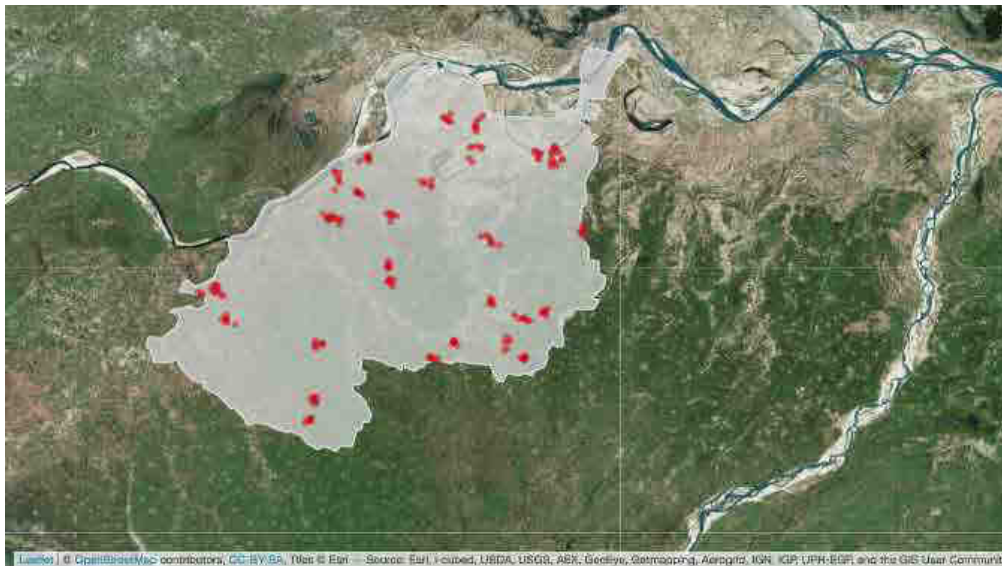 Leaflet | © OpenStreetMap contributors, CC-BY-SA, Tiles © Esri — Source: Esri, i-cubed, USDA, USGS, AEX, GeoEye, Getmapping, Aerogrid, IGN, IGP, UPR-EGP, and the GIS User Community